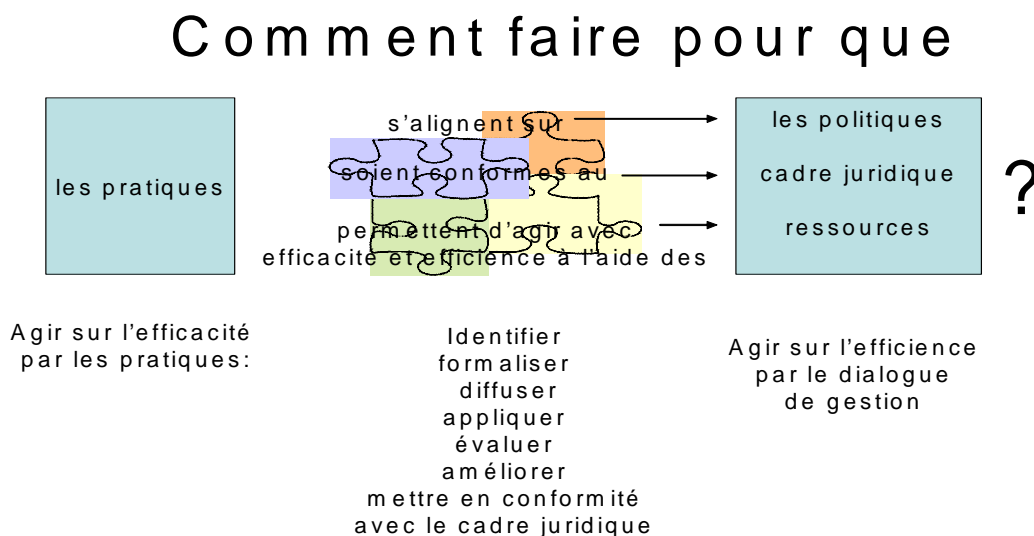 Comment faire pour que
les pratiques
s'alignent sur
soient conformes au
permettent d'agir avec
efficacité et efficience à l'aide des
les politiques
cadre juridique
ressources
?
Agir sur l'efficacité
par les pratiques:
Identifier
formaliser
diffuser
appliquer
évaluer
améliorer
mettre en conformité
avec le cadre juridique
Agir sur l'efficience
par le dialogue
de gestion